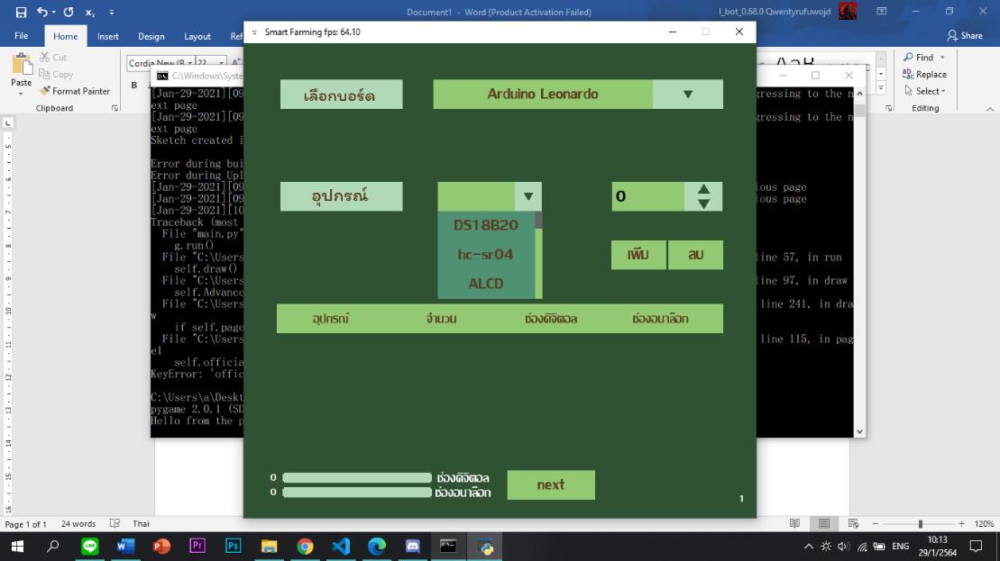 Document1 - Word (Product Activation Failed)
l_bot_0.68.0 Qwentyrufuwojd
File Home Insert Design Layout Ref
Share
Smart Farming fps: 64.10
Paste
Cut
Copy
Format Painter
Clipboard
Cordia New (B 22
B
Find
Replace
Select
Editing
C:\Windows\Syste
[Jan-29-2021][09
gressing to the n
ext page
[Jan-29-2021][09
gressing to the n
ext page
Sketch created i
Error during bui
Error during Upl
[Jan-29-2021][09
ious page
[Jan-29-2021][09
ious page
[Jan-29-2021][10
Traceback (most
File "main.py"
g.run()
File "C:\Users
line 57, in run
self.draw()
File "C:\Users
line 97, in draw
self.Advance
File "C:\Users
line 241, in dra
w
if self.page
File "C:\Users
line 115, in pag
e1
self.officia
KeyError: 'offic
C:\Users\a\Deskt
pygame 2.0.1 (SD
Hello from the p
เลือกบอร์ด
Arduino Leonardo
อุปกรณ์
0
DS18B20
hc-sr04
ALCD
เพิ่ม ลบ
อุปกรณ์ จำนวน ช่องดิจิตอล ช่องอนาล็อก
0 ช่องดิจิตอล
0 ช่องอนาล็อก
next
1
Page 1 of 1 24 words Thai
120%
ENG
10:13
29/1/2564